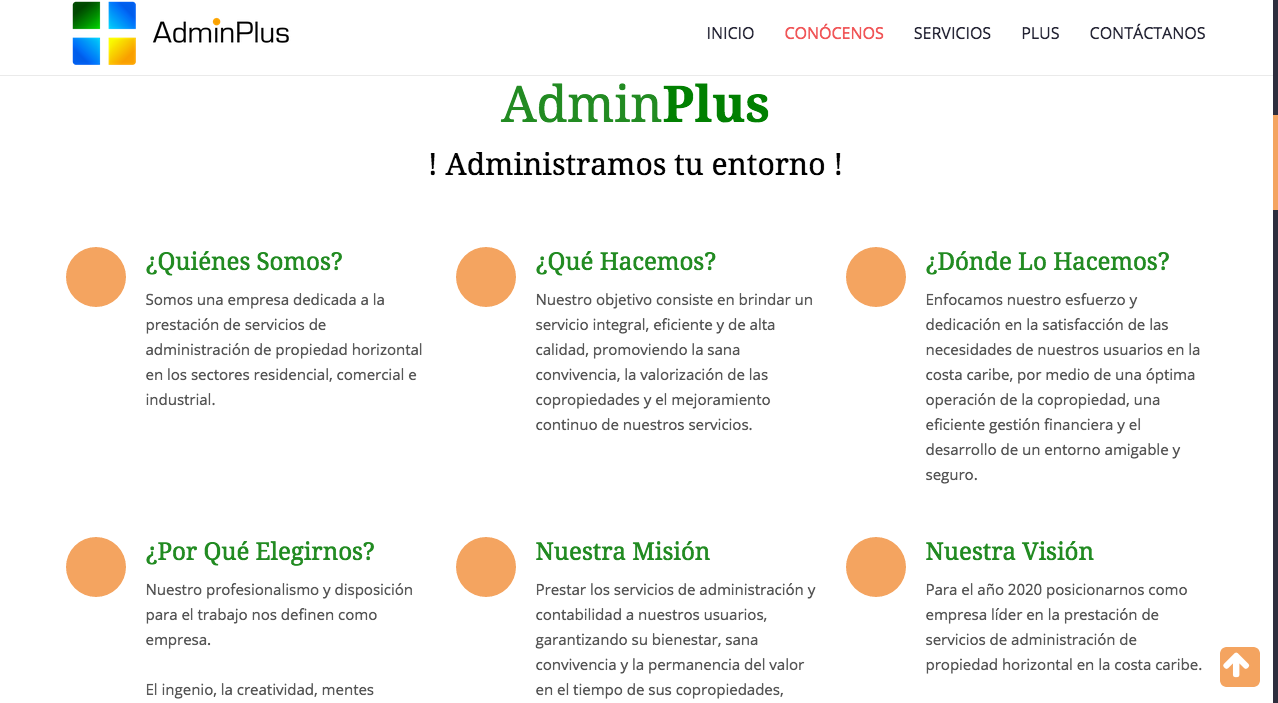 AdminPlus
INICIO CONÓCENOS SERVICIOS PLUS CONTÁCTANOS
AdminPlus
! Administramos tu entorno !
¿Quiénes Somos?
Somos una empresa dedicada a la
prestación de servicios de
administración de propiedad horizontal
en los sectores residencial, comercial e
industrial.
¿Qué Hacemos?
Nuestro objetivo consiste en brindar un
servicio integral, eficiente y de alta
calidad, promoviendo la sana
convivencia, la valorización de las
copropiedades y el mejoramiento
continuo de nuestros servicios.
¿Dónde Lo Hacemos?
Enfocamos nuestro esfuerzo y
dedicación en la satisfacción de las
necesidades de nuestros usuarios en la
costa caribe, por medio de una óptima
operación de la copropiedad, una
eficiente gestión financiera y el
desarrollo de un entorno amigable y
seguro.
¿Por Qué Elegirnos?
Nuestro profesionalismo y disposición
para el trabajo nos definen como
empresa.
El ingenio, la creatividad, mentes
Nuestra Misión
Prestar los servicios de administración y
contabilidad a nuestros usuarios,
garantizando su bienestar, sana
convivencia y la permanencia del valor
en el tiempo de sus copropiedades,
Nuestra Visión
Para el año 2020 posicionarnos como
empresa líder en la prestación de
servicios de administración de
propiedad horizontal en la costa caribe.